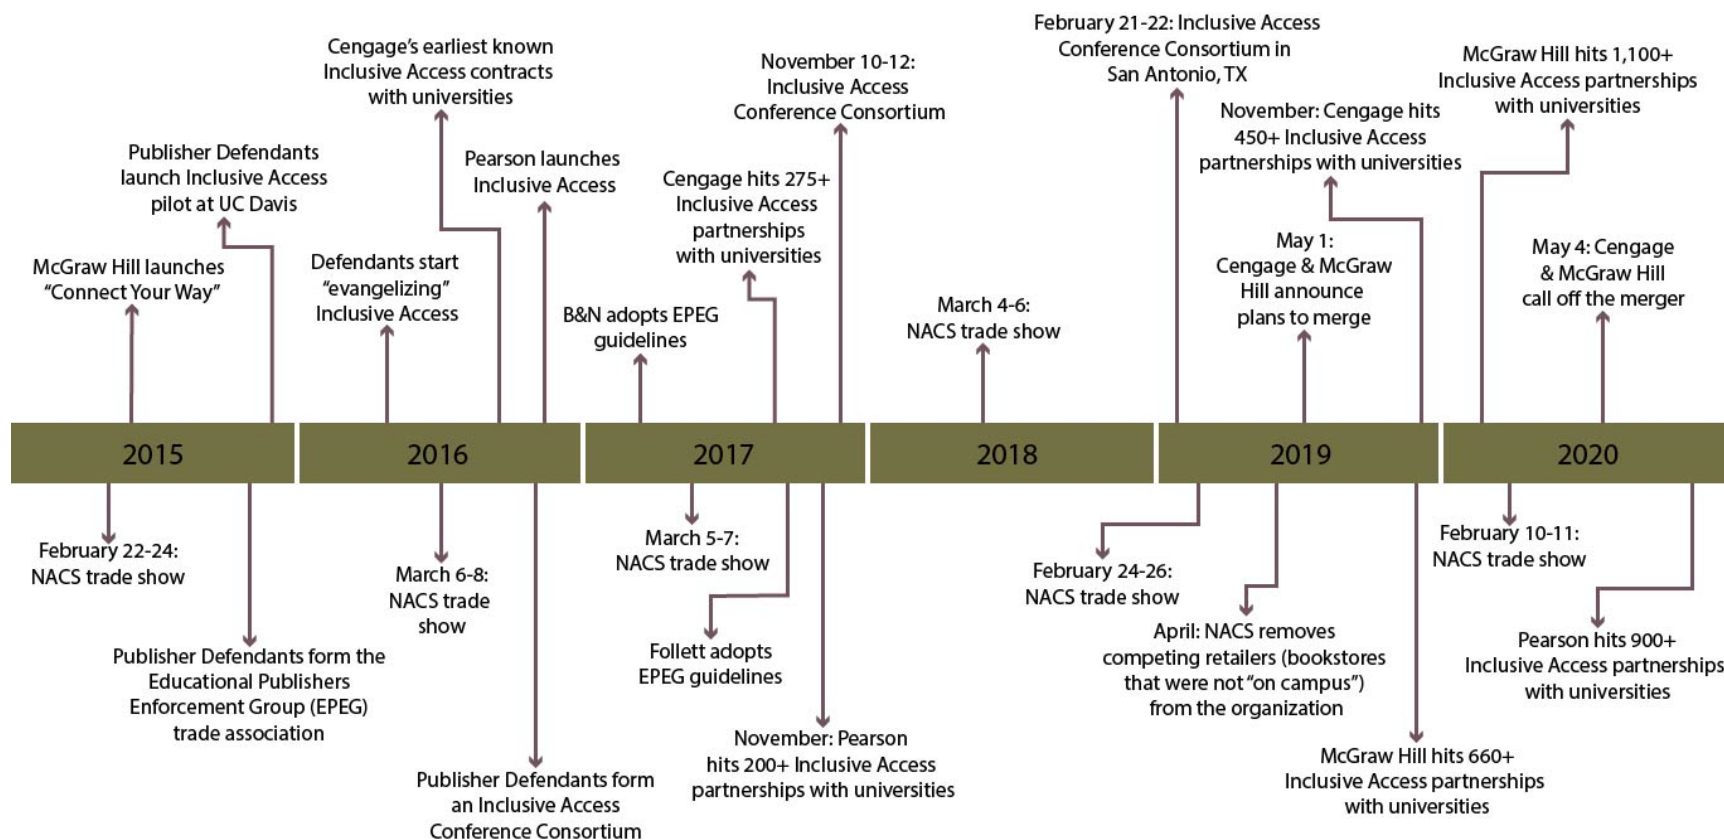 McGraw Hill launches
“Connect Your Way”
Publisher Defendants
launch Inclusive Access
pilot at UC Davis
Defendants start
“evangelizing”
Inclusive Access
Cengage’s earliest known
Inclusive Access contracts
with universities
Pearson launches
Inclusive Access
B&N adopts EPEG
guidelines
Cengage hits 275+
Inclusive Access
partnerships
with universities
November 10-12:
Inclusive Access
Conference Consortium
March 4-6:
NACS trade show
February 21-22: Inclusive Access
Conference Consortium in
San Antonio, TX
May 1:
Cengage & McGraw
Hill announce
plans to merge
November: Cengage hits
450+ Inclusive Access
partnerships with universities
McGraw Hill hits 1,100+
Inclusive Access partnerships
with universities
May 4: Cengage
& McGraw Hill
call off the merger
2015
2016
2017
2018
2019
2020
February 22-24:
NACS trade show
Publisher Defendants form the
Educational Publishers
Enforcement Group (EPEG)
trade association
March 6-8:
NACS trade
show
Publisher Defendants form
an Inclusive Access
Conference Consortium
March 5-7:
NACS trade show
Follett adopts
EPEG guidelines
November: Pearson
hits 200+ Inclusive Access
partnerships with universities
February 24-26:
NACS trade show
April: NACS removes
competing retailers (bookstores
that were not “on campus”)
from the organization
McGraw Hill hits 660+
Inclusive Access partnerships
with universities
February 10-11:
NACS trade show
Pearson hits 900+
Inclusive Access partnerships
with universities